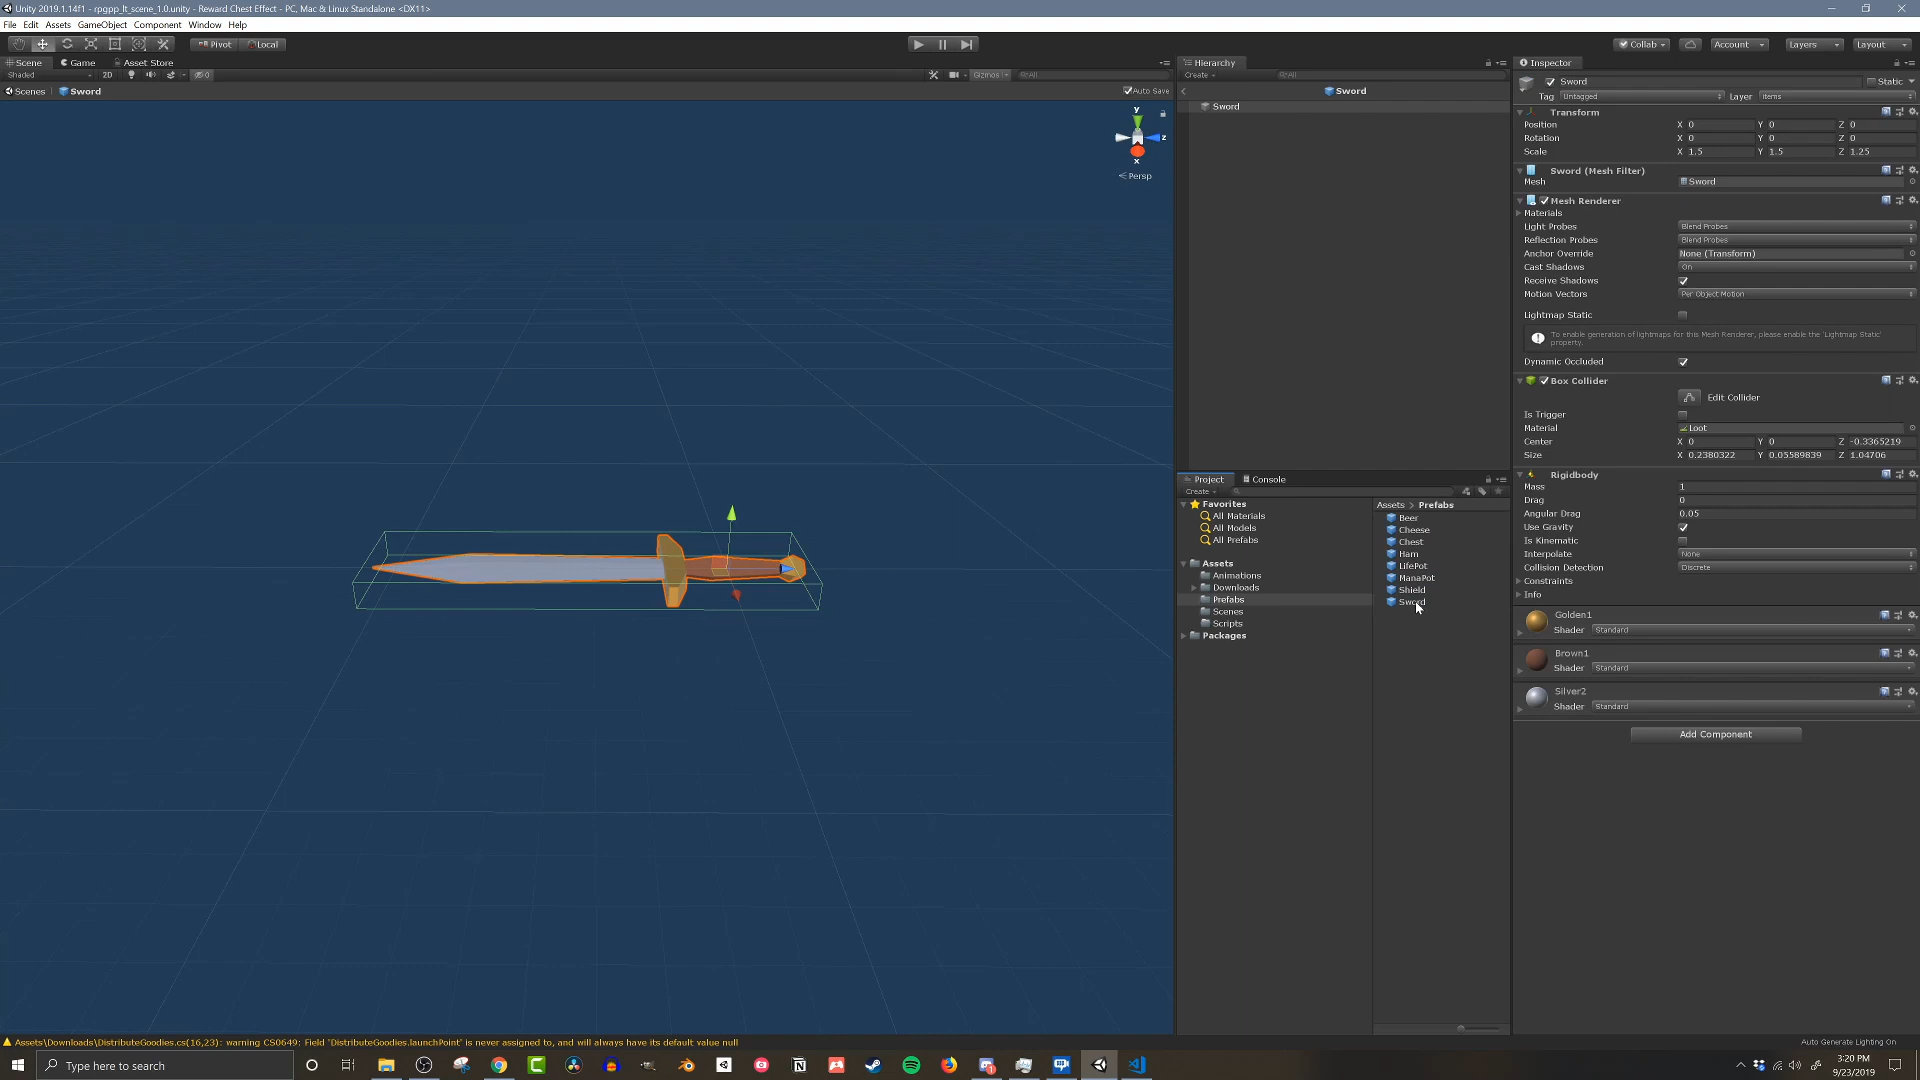 Unity 2019.1.14f1 - rpgpp_lt_scene_1.0.unity - Reward Chest Effect - PC, Mac & Linux Standalone <DX11>
File Edit Assets GameObject Component Window Help
Pivot Local Collab Account Layers Layout
Scene Game Asset Store
Shaded 2D 0 Gizmos All
Scenes Sword Auto Save
y
z
x
Persp
Hierarchy
Create All
Sword
Sword
Project Console
Create
Favorites
All Materials
All Models
All Prefabs
Assets
Animations
Downloads
Prefabs
Scenes
Scripts
Packages
Assets > Prefabs
Beer
Cheese
Chest
Ham
LifePot
ManaPot
Shield
Sword
Inspector
Sword Static
Tag Untagged Layer Items
Transform
Position X 0 Y 0 Z 0
Rotation X 0 Y 0 Z 0
Scale X 1.5 Y 1.5 Z 1.25
Sword (Mesh Filter)
Mesh Sword
Mesh Renderer
Materials
Light Probes Blend Probes
Reflection Probes Blend Probes
Anchor Override None (Transform)
Cast Shadows On
Receive Shadows
Motion Vectors Per Object Motion
Lightmap Static
To enable generation of lightmaps for this Mesh Renderer, please enable the 'Lightmap Static'
property.
Dynamic Occluded
Box Collider
Edit Collider
Is Trigger
Material Loot
Center X 0 Y 0 Z -0.3365219
Size X 0.2380322 Y 0.05589839 Z 1.04706
Rigidbody
Mass 1
Drag 0
Angular Drag 0.05
Use Gravity
Is Kinematic
Interpolate None
Collision Detection Discrete
Constraints
Info
Golden1
Shader Standard
Brown1
Shader Standard
Silver2
Shader Standard
Add Component
Assets\Downloads\DistributeGoodies.cs(16,23): warning CS0649: Field 'DistributeGoodies.launchPoint' is never assigned to, and will always have its default value null
Auto Generate Lighting On
Type here to search
3:20 PM
9/23/2019